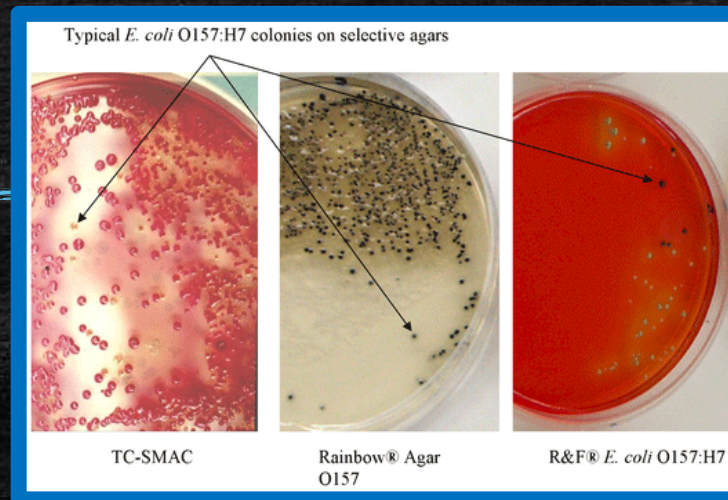 Typical E. coli O157:H7 colonies on selective agars
TC-SMAC
Rainbow® Agar
O157
R&F® E. coli O157:H7